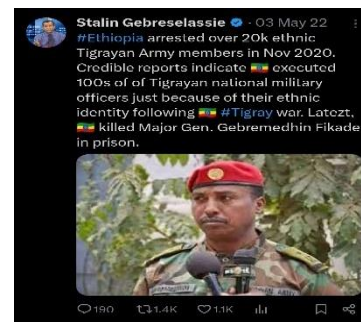 Stalin Gebreselassie · 03 May 22
#Ethiopia arrested over 20k ethnic
Tigrayan Army members in Nov 2020.
Credible reports indicate 🇪🇹 executed
100s of of Tigrayan national military
officers just because of their ethnic
identity following 🇪🇹 #Tigray war. Latezt,
🇪🇹 killed Major Gen. Gebremedhin Fikade
in prison.
190 1.4K 1.1K